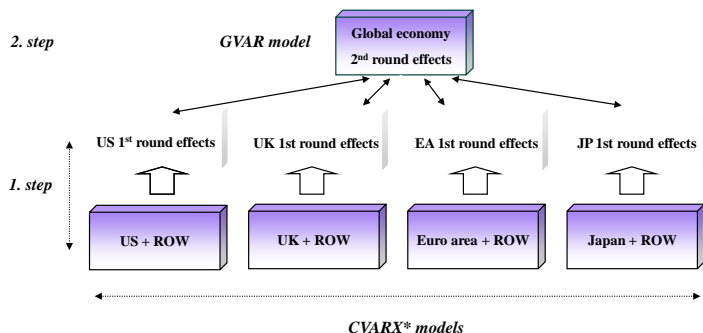 2. step
GVAR model
Global economy
2nd round effects
US 1st round effects
UK 1st round effects
EA 1st round effects
JP 1st round effects
1. step
US + ROW
UK + ROW
Euro area + ROW
Japan + ROW
CVARX* models